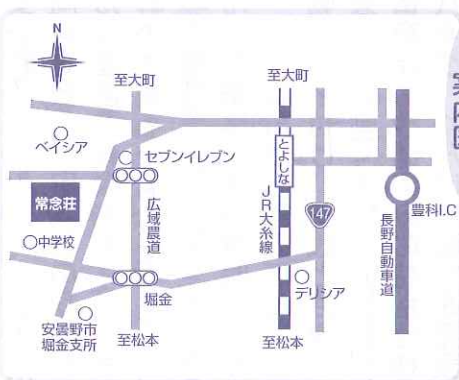 N
至大町
至大町
ベイシア
セブンイレブン
とよしな
常念荘
広域農道
JR大糸線
147
長野自動車道
豊科I.C
中学校
デリシア
堀金
安曇野市
堀金支所
至松本
至松本
案内図